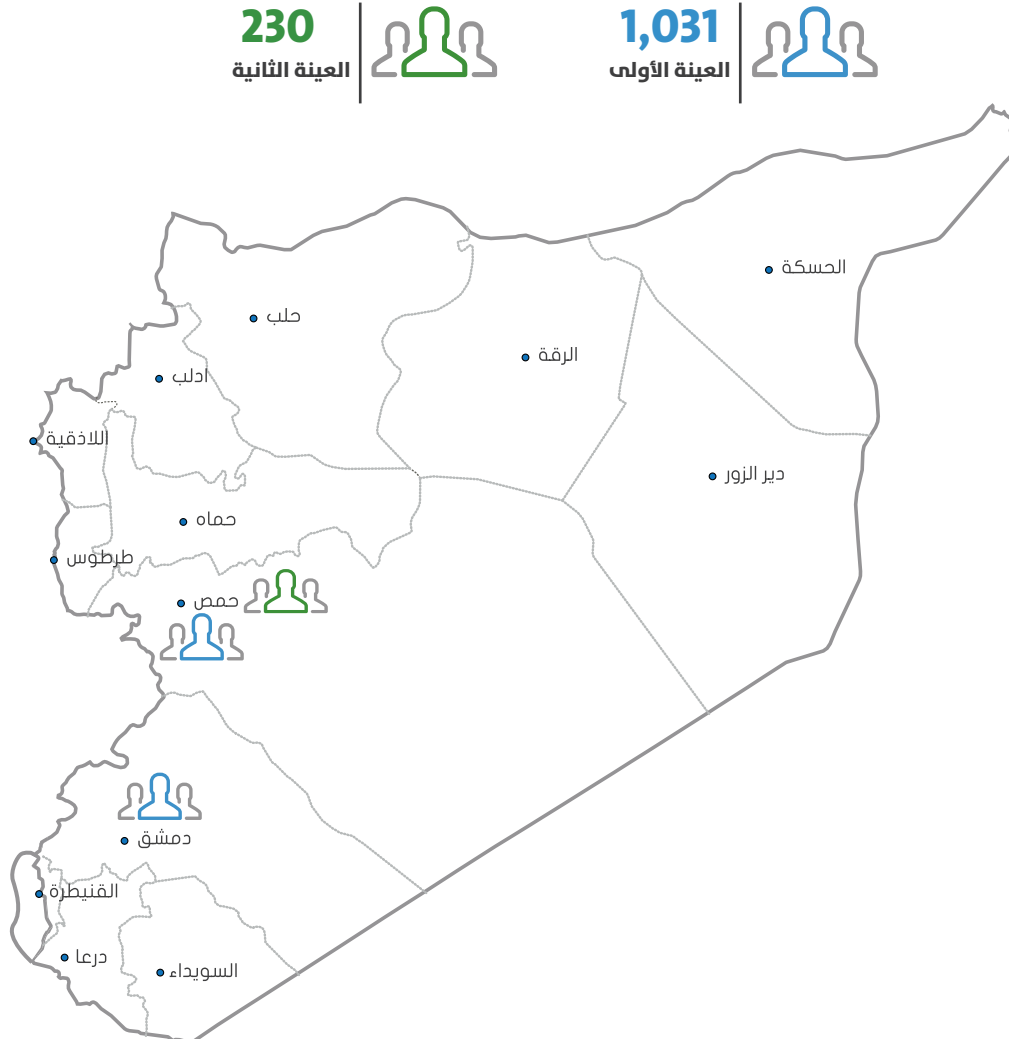 1,031
العينة الأولى
230
العينة الثانية
الحسكة
حلب
الرقة
ادلب
اللاذقية
دير الزور
حماه
طرطوس
حمص
دمشق
القنيطرة
درعا
السويداء